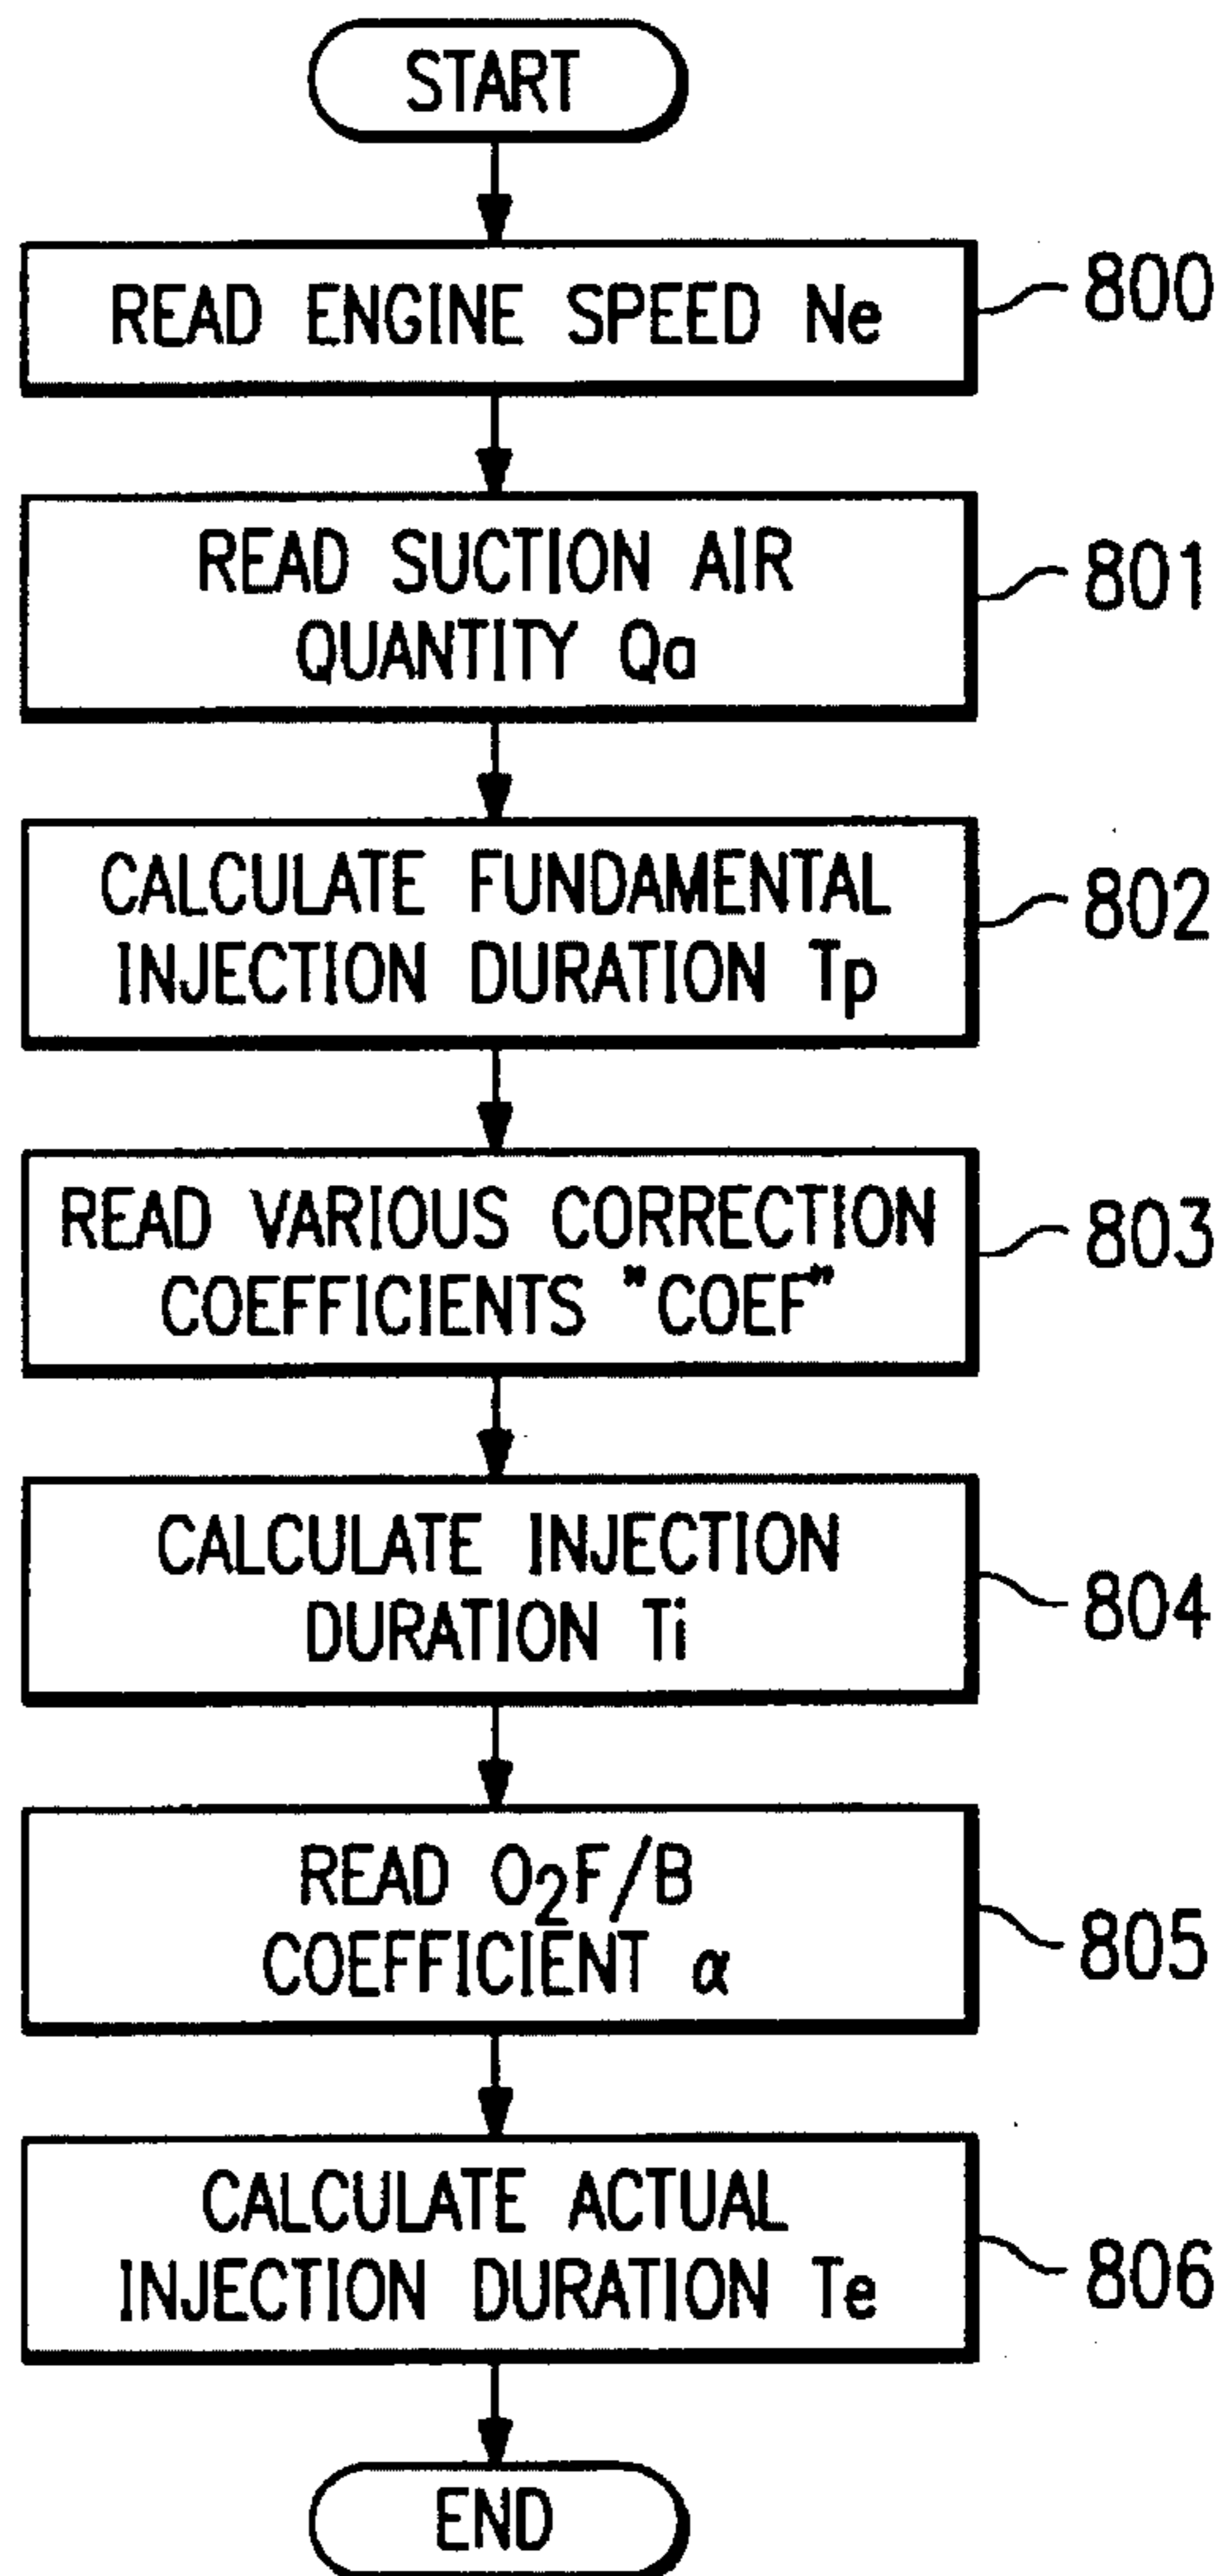 START
READ ENGINE SPEED Ne
800
READ SUCTION AIR
QUANTITY Qa
801
CALCULATE FUNDAMENTAL
INJECTION DURATION Tp
802
READ VARIOUS CORRECTION
COEFFICIENTS "COEF"
803
CALCULATE INJECTION
DURATION Ti
804
READ O₂F/B
COEFFICIENT α
805
CALCULATE ACTUAL
INJECTION DURATION Te
806
END